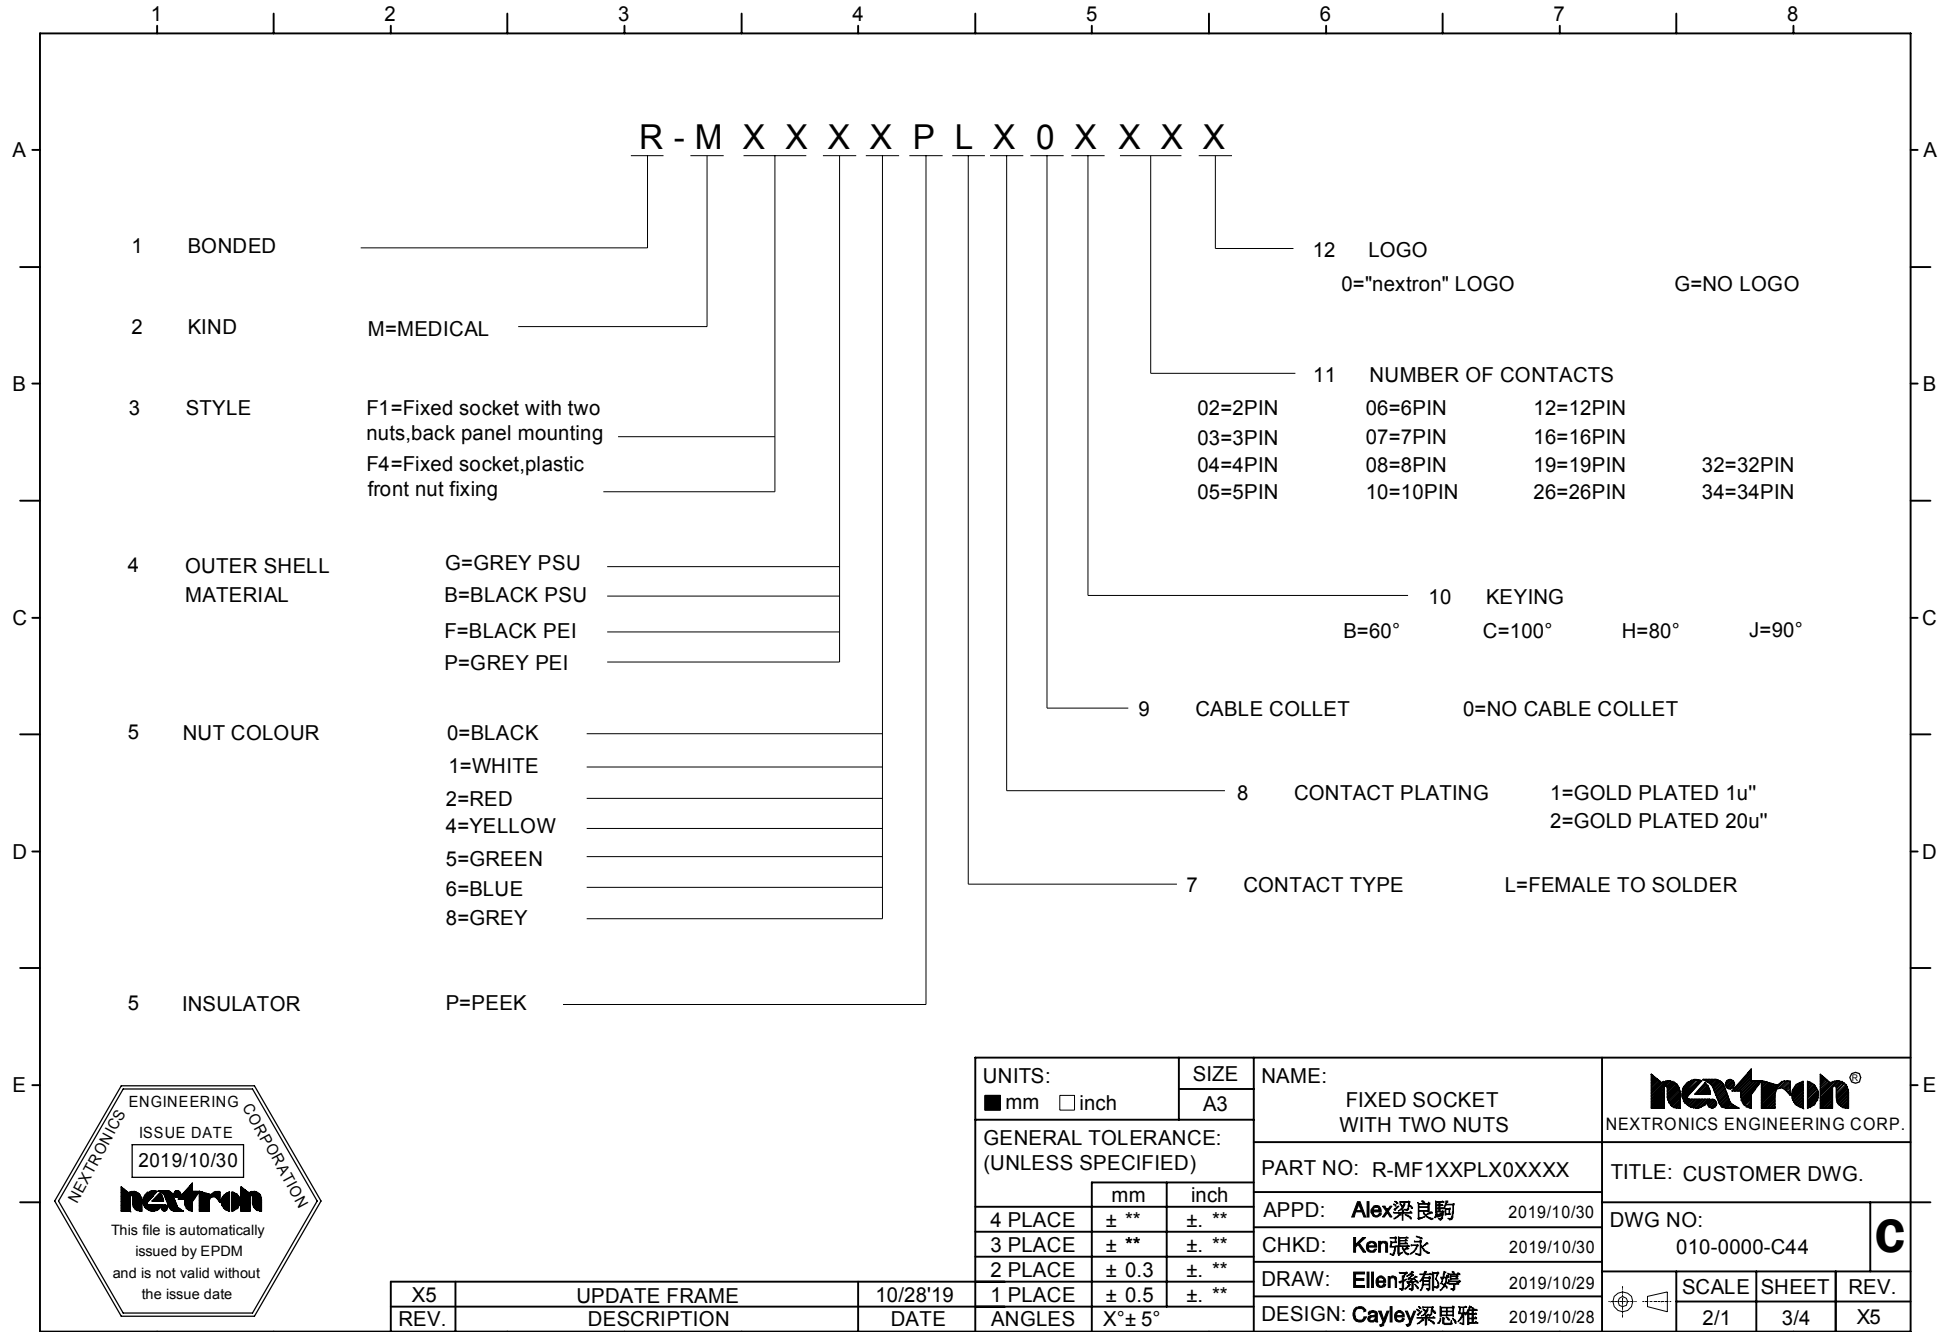 1 2 3 4 5 6 7 8
A A
B B
C C
D D
E E
R - M X X X X P L X 0 X X X X
1 BONDED
2 KIND M=MEDICAL
3 STYLE F1=Fixed socket with two
nuts,back panel mounting
F4=Fixed socket,plastic
front nut fixing
4 OUTER SHELL
MATERIAL
G=GREY PSU
B=BLACK PSU
F=BLACK PEI
P=GREY PEI
5 NUT COLOUR 0=BLACK
1=WHITE
2=RED
4=YELLOW
5=GREEN
6=BLUE
8=GREY
5 INSULATOR P=PEEK
12 LOGO
0="nextron" LOGO G=NO LOGO
11 NUMBER OF CONTACTS
02=2PIN 06=6PIN 12=12PIN
03=3PIN 07=7PIN 16=16PIN
04=4PIN 08=8PIN 19=19PIN 32=32PIN
05=5PIN 10=10PIN 26=26PIN 34=34PIN
10 KEYING
B=60° C=100° H=80° J=90°
9 CABLE COLLET 0=NO CABLE COLLET
8 CONTACT PLATING 1=GOLD PLATED 1u"
2=GOLD PLATED 20u"
7 CONTACT TYPE L=FEMALE TO SOLDER
NEXTRONICS ENGINEERING CORPORATION
ISSUE DATE
2019/10/30
nextron
This file is automatically
issued by EPDM
and is not valid without
the issue date
X5 UPDATE FRAME 10/28'19
REV. DESCRIPTION DATE
UNITS: SIZE
■ mm □ inch A3
GENERAL TOLERANCE:
(UNLESS SPECIFIED)
mm inch
4 PLACE ± ** ±. **
3 PLACE ± ** ±. **
2 PLACE ± 0.3 ±. **
1 PLACE ± 0.5 ±. **
ANGLES X°± 5°
NAME:
FIXED SOCKET
WITH TWO NUTS
PART NO: R-MF1XXPLX0XXXX
APPD: Alex梁良駒 2019/10/30
CHKD: Ken張永 2019/10/30
DRAW: Ellen孫郁婷 2019/10/29
DESIGN: Cayley梁思雅 2019/10/28
nextron®
NEXTRONICS ENGINEERING CORP.
TITLE: CUSTOMER DWG.
DWG NO:
010-0000-C44
C
SCALE SHEET REV.
2/1 3/4 X5